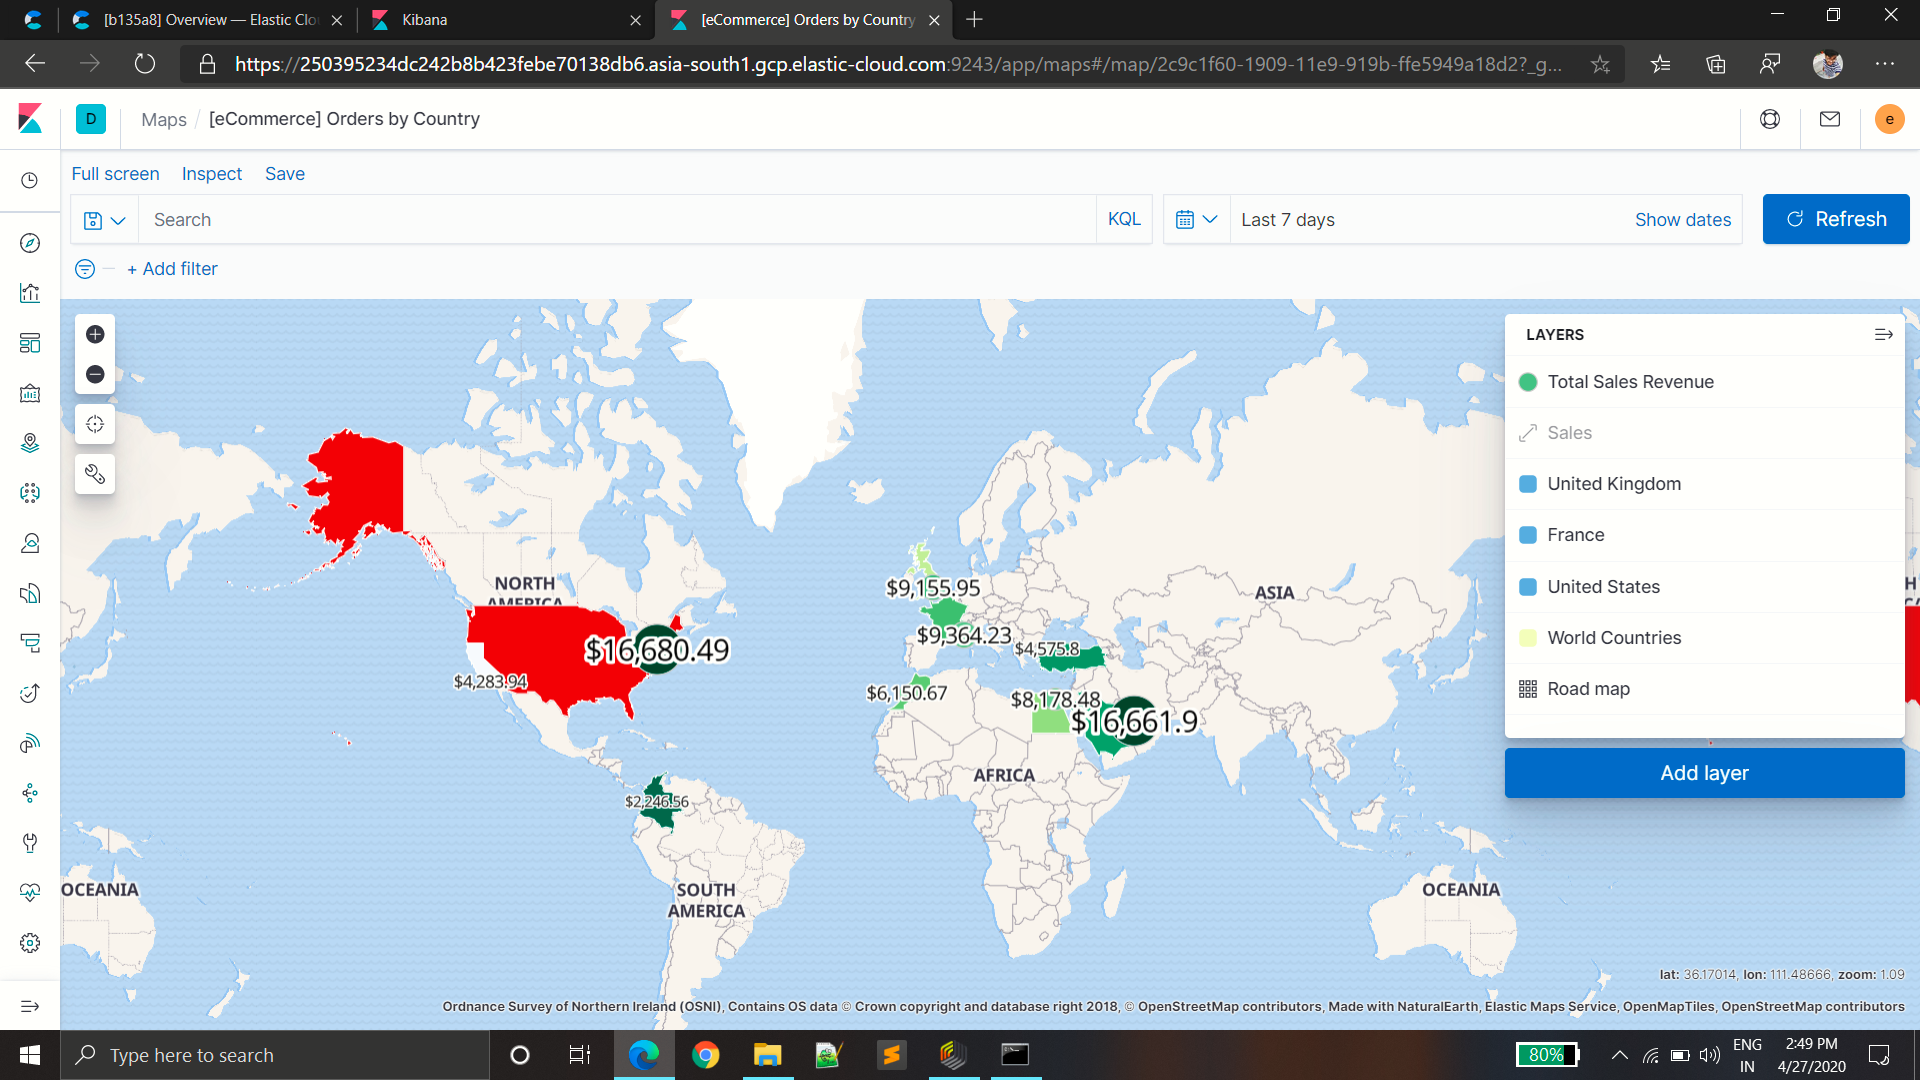 [b135a8] Overview — Elastic Clo
Kibana
[eCommerce] Orders by Country
https://250395234dc242b8b423febe70138db6.asia-south1.gcp.elastic-cloud.com:9243/app/maps#/map/2c9c1f60-1909-11e9-919b-ffe5949a18d2?_g...
D
Maps / [eCommerce] Orders by Country
e
Full screen
Inspect
Save
Search
KQL
Last 7 days
Show dates
Refresh
+ Add filter
LAYERS
Total Sales Revenue
Sales
United Kingdom
France
United States
World Countries
Road map
Add layer
NORTH
AMERICA
ASIA
$9,155.95
$9,364.23
$4,575.8
$16,680.49
$4,283.94
$6,150.67
$8,178.48
$16,661.9
AFRICA
$2,246.56
SOUTH
AMERICA
OCEANIA
OCEANIA
lat: 36.17014, lon: 111.48666, zoom: 1.09
Ordnance Survey of Northern Ireland (OSNI), Contains OS data © Crown copyright and database right 2018, © OpenStreetMap contributors, Made with NaturalEarth, Elastic Maps Service, OpenMapTiles, OpenStreetMap contributors
Type here to search
80%
ENG
IN
2:49 PM
4/27/2020